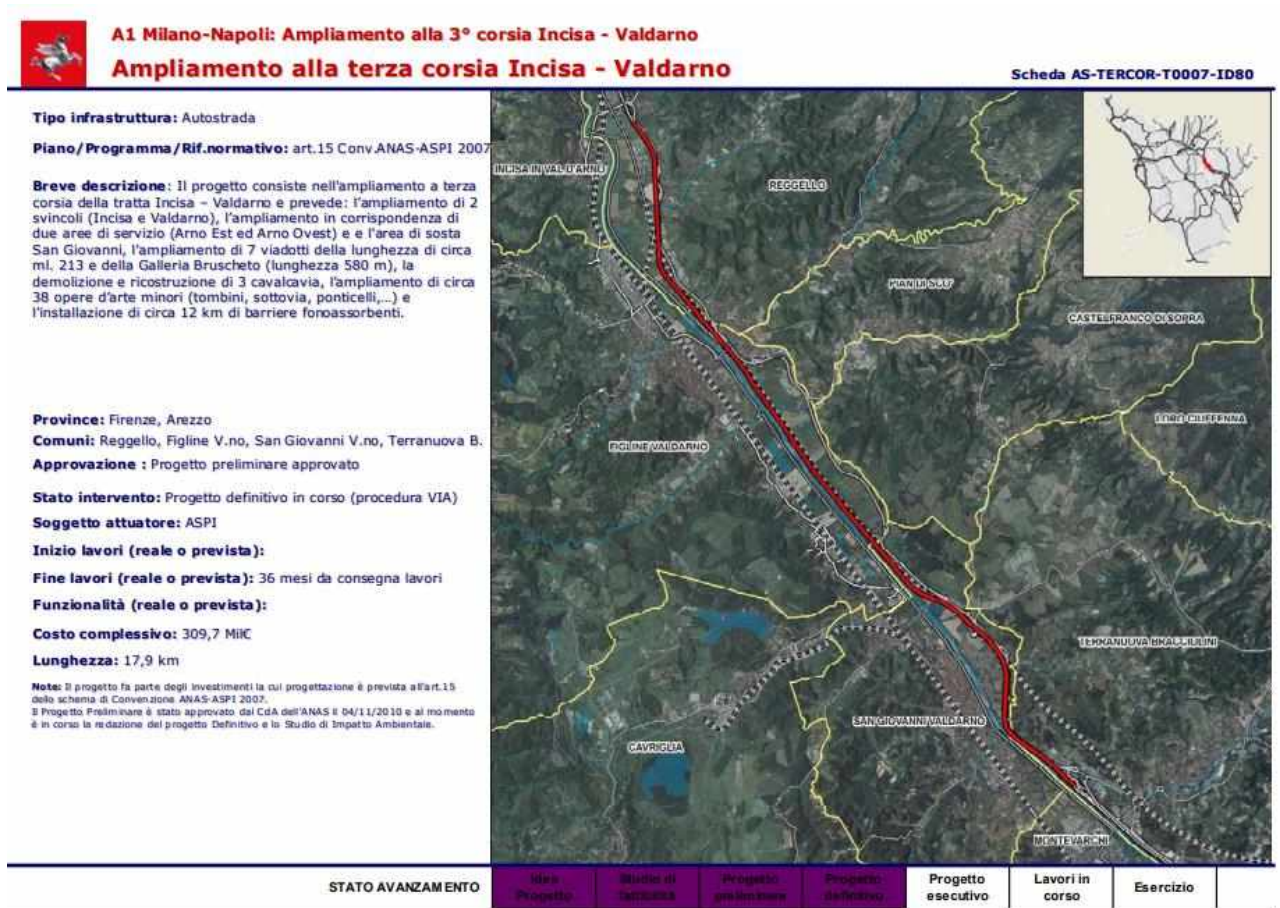 A1 Milano-Napoli: Ampliamento alla 3° corsia Incisa - Valdarno
Ampliamento alla terza corsia Incisa - Valdarno
Scheda AS-TERCOR-T0007-ID80
Tipo infrastruttura: Autostrada
Piano/Programma/Rif.normativo: art.15 Conv.ANAS-ASPI 2007
Breve descrizione: Il progetto consiste nell'ampliamento a terza
corsia della tratta Incisa – Valdarno e prevede: l'ampliamento di 2
svincoli (Incisa e Valdarno), l'ampliamento in corrispondenza di
due aree di servizio (Arno Est ed Arno Ovest) e e l'area di sosta
San Giovanni, l'ampliamento di 7 viadotti della lunghezza di circa
ml. 213 e della Galleria Bruscheto (lunghezza 580 m), la
demolizione e ricostruzione di 3 cavalcavia, l'ampliamento di circa
38 opere d'arte minori (tombini, sottovia, ponticelli,...) e
l'installazione di circa 12 km di barriere fonoassorbenti.
Province: Firenze, Arezzo
Comuni: Reggello, Figline V.no, San Giovanni V.no, Terranuova B.
Approvazione : Progetto preliminare approvato
Stato intervento: Progetto definitivo in corso (procedura VIA)
Soggetto attuatore: ASPI
Inizio lavori (reale o prevista):
Fine lavori (reale o prevista): 36 mesi da consegna lavori
Funzionalità (reale o prevista):
Costo complessivo: 309,7 Mil€
Lunghezza: 17,9 km
Note: Il progetto fa parte degli investimenti la cui progettazione è prevista all'art.15
dello schema di Convenzione ANAS-ASPI 2007.
Il Progetto Preliminare è stato approvato dal CdA dell'ANAS il 04/11/2010 e al momento
è in corso la redazione del progetto Definitivo e lo Studio di Impatto Ambientale.
INCISA IN VAL D'ARNO
REGGELLO
PIAN DI SCO'
CASTELFRANCO DI SOPRA
LORO CIUFFENNA
FIGLINE VALDARNO
TERRANUOVA BRACCIOLINI
SAN GIOVANNI VALDARNO
CAVRIGLIA
MONTEVARCHI
STATO AVANZAMENTO
Idea
Progetto
Studio di
fattibilità
Progetto
preliminare
Progetto
definitivo
Progetto
esecutivo
Lavori in
corso
Esercizio